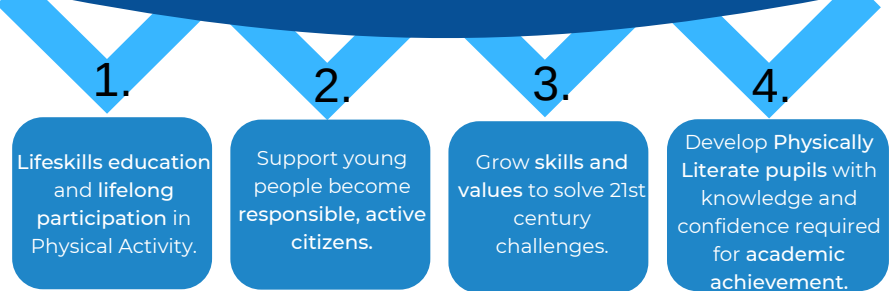 1.
Lifeskills education
and lifelong
participation in
Physical Activity.
2.
Support young
people become
responsible, active
citizens.
3.
Grow skills and
values to solve 21st
century
challenges.
4.
Develop Physically
Literate pupils with
knowledge and
confidence required
for academic
achievement.